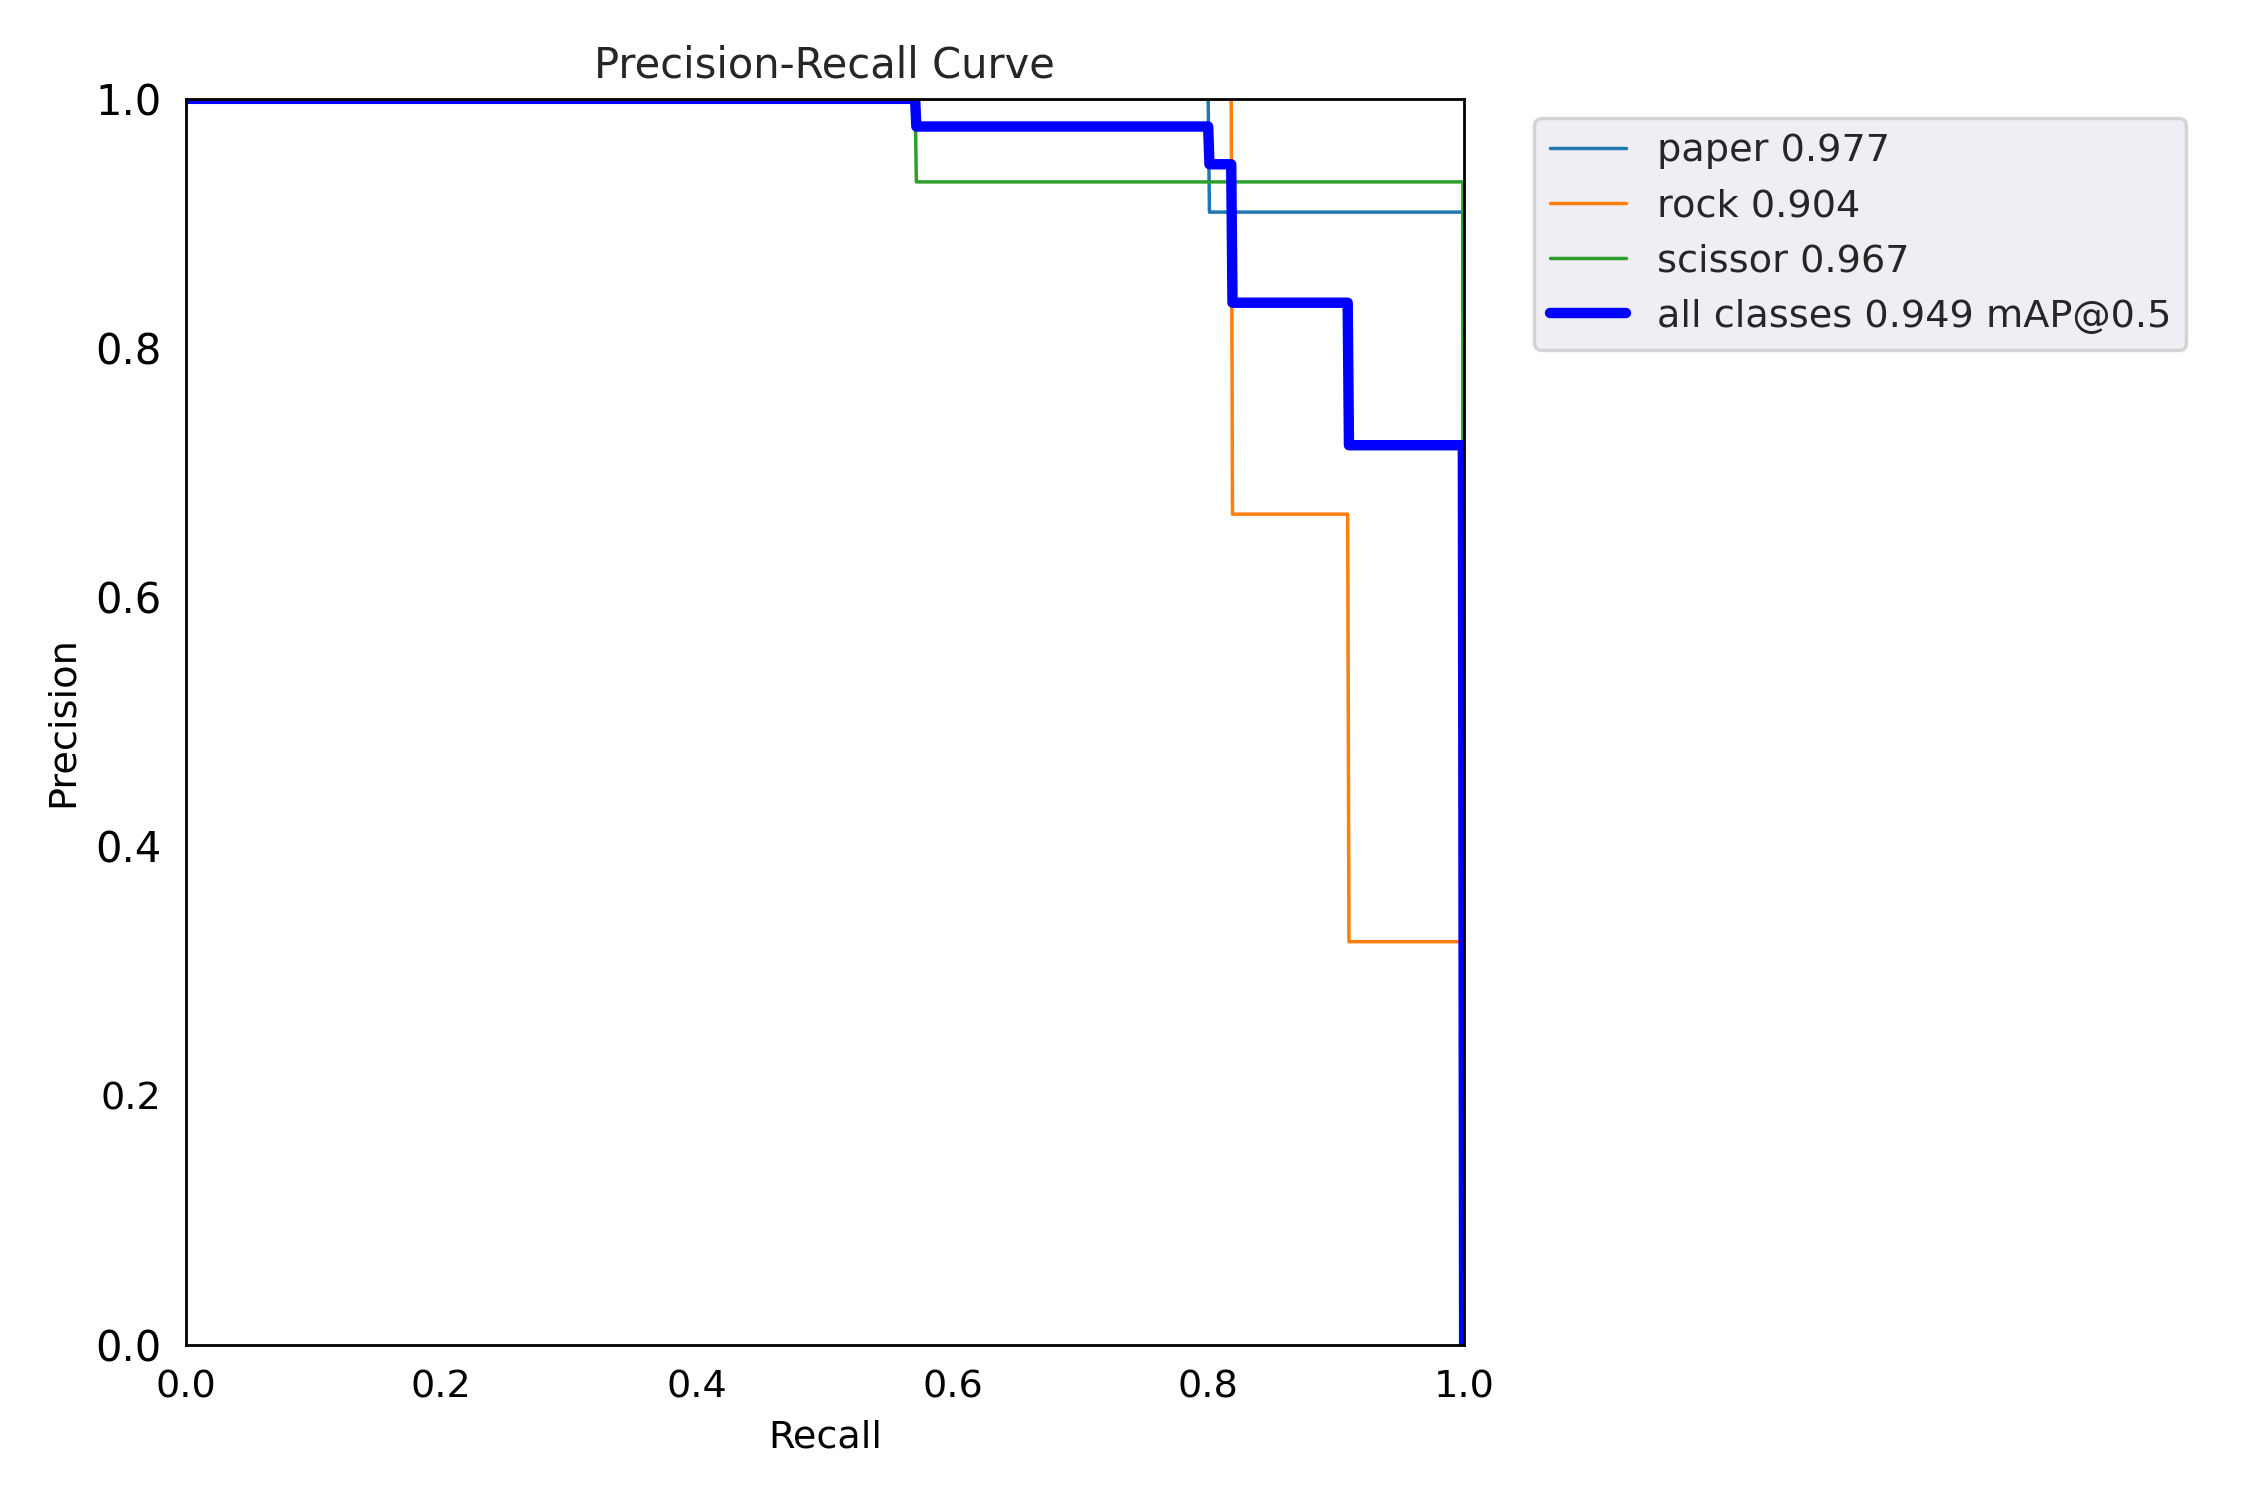 Precision-Recall Curve
1.0
0.8
0.6
0.4
0.2
0.0
Precision
0.0 0.2 0.4 0.6 0.8 1.0
Recall
paper 0.977
rock 0.904
scissor 0.967
all classes 0.949 mAP@0.5